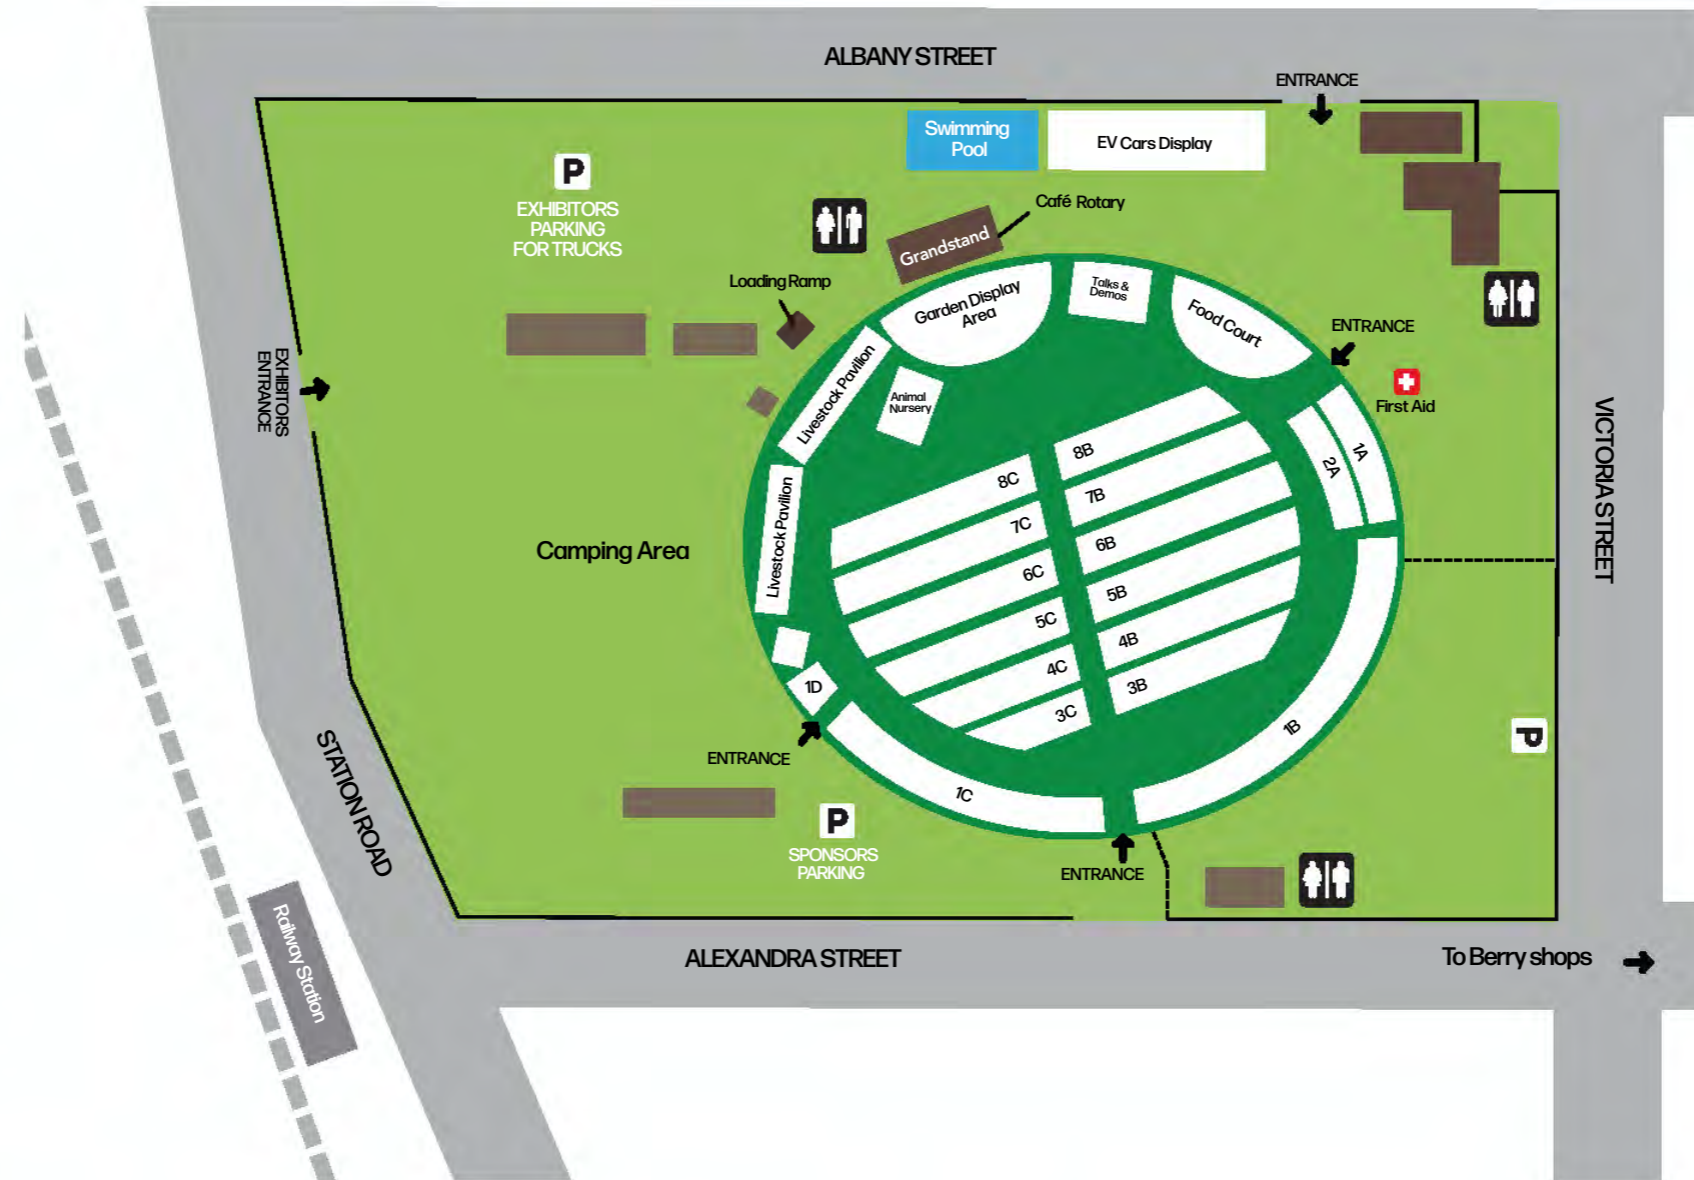 ALBANY STREET
ENTRANCE
Swimming
Pool
EV Cars Display
P
EXHIBITORS
PARKING
FOR TRUCKS
Café Rotary
Grandstand
Loading Ramp
Garden Display
Area
Talks &
Demos
Food Court
ENTRANCE
First Aid
EXHIBITORS
ENTRANCE
Livestock Pavilion
Animal
Nursery
1A
2A
VICTORIA STREET
8B
8C
7B
7C
6B
6C
5B
5C
4B
4C
3B
3C
Livestock Pavilion
Camping Area
1D
1B
P
ENTRANCE
1C
STATION ROAD
P
SPONSORS
PARKING
ENTRANCE
Railway Station
ALEXANDRA STREET
To Berry shops